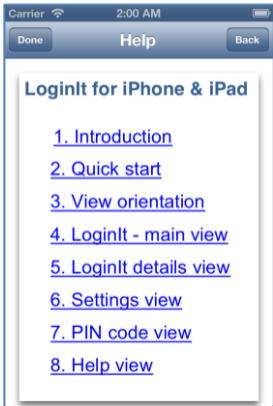 Carrier 2:00 AM
Done Help Back
LoginIt for iPhone & iPad
1. Introduction
2. Quick start
3. View orientation
4. LoginIt - main view
5. LoginIt details view
6. Settings view
7. PIN code view
8. Help view